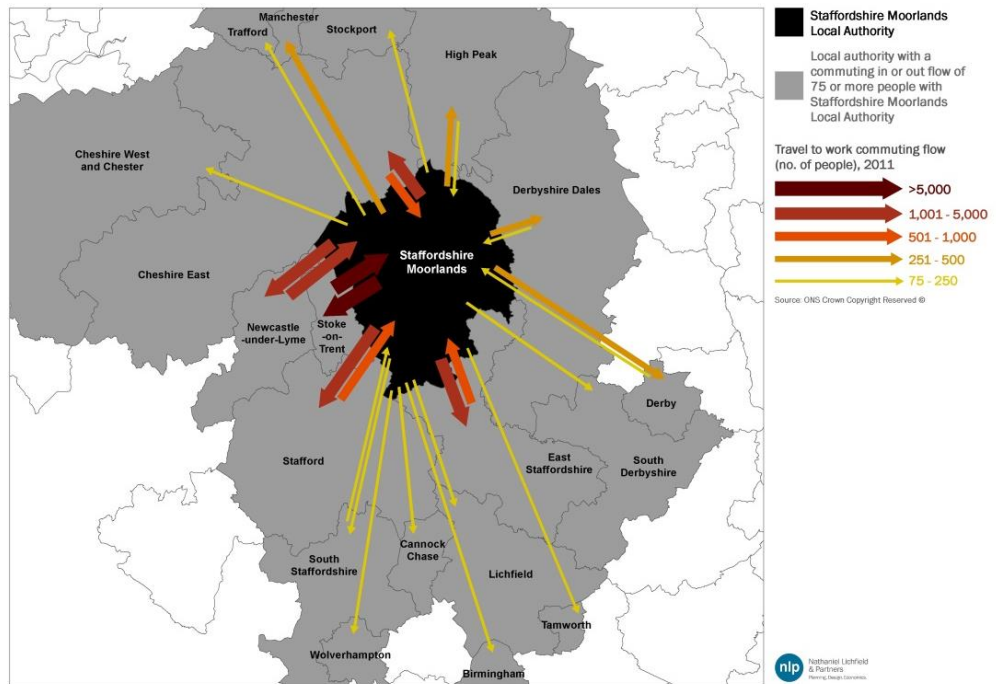 Manchester
Trafford
Stockport
High Peak
Cheshire West
and Chester
Derbyshire Dales
Staffordshire
Moorlands
Cheshire East
Newcastle
-under-Lyme
Stoke
-on-
Trent
Derby
Stafford
East
Staffordshire
South
Derbyshire
South
Staffordshire
Cannock
Chase
Lichfield
Tamworth
Wolverhampton
Birmingham
Staffordshire Moorlands
Local Authority
Local authority with a
commuting in or out flow of
75 or more people with
Staffordshire Moorlands
Local Authority
Travel to work commuting flow
(no. of people), 2011
>5,000
1,001 - 5,000
501 - 1,000
251 - 500
75 - 250
Source: ONS Crown Copyright Reserved ©
nlp
Nathaniel Lichfield
& Partners
Planning. Design. Economics.